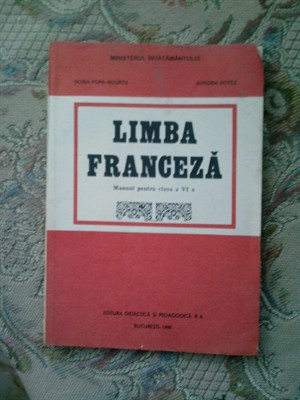 MINISTERUL ÎNVĂȚĂMÂNTULUI
LIMBA
FRANCEZĂ
Manual pentru clasa a VI-a
EDITURA DIDACTICĂ ȘI PEDAGOGICĂ R.A.
BUCUREȘTI